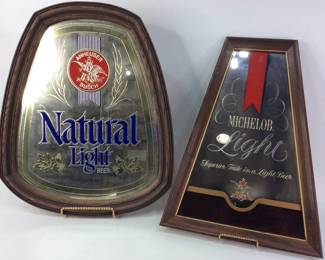 ANHEUSER
BUSCH
Natural
Light
BEER
MICHELOB
Light
Superior Taste in a Light Beer